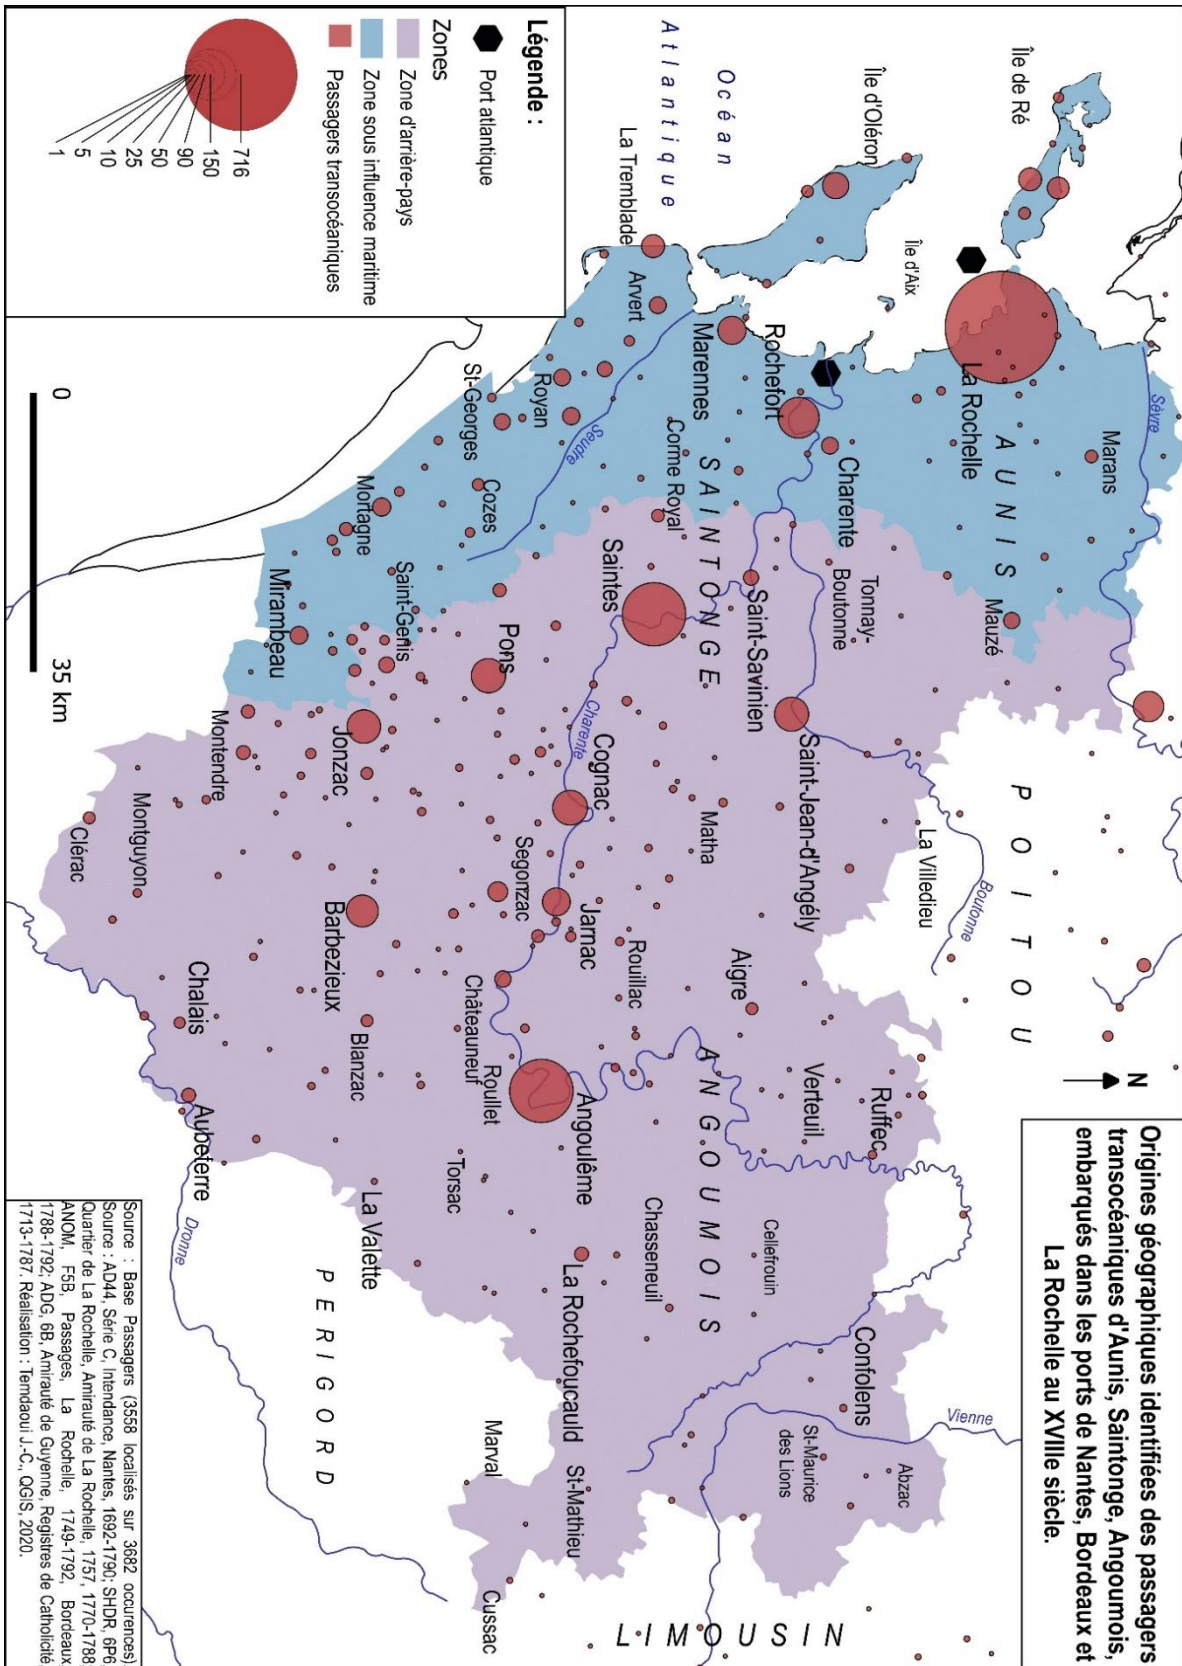 Origines géographiques identifiées des passagers
transocéaniques d'Aunis, Saintonge, Angoumois,
embarqués dans les ports de Nantes, Bordeaux et
La Rochelle au XVIIIe siècle.
N
Légende :
Port atlantique
Zones
Zone d'arrière-pays
Zone sous influence maritime
Passagers transocéaniques
716
150
90
50
25
10
5
1
0
35 km
Océan
Atlantique
Île de Ré
Île d'Oléron
Île d'Aix
La Tremblade
Arvert
Marennes
Rochefort
La Rochelle
AUNIS
Marans
Sèvre
Charente
SAINTONGE
Corme Royal
Royan
Seudre
St-Georges
Cozes
Mortagne
Saint-Genis
Mirambeau
Mauzé
Tonnay-
Boutonne
Saint-Savinien
Saintes
Pons
Jonzac
Montendre
Saint-Jean-d'Angély
Charente
Cognac
Matha
Segonzac
Jarnac
Montguyon
Clérac
Barbezieux
La Villedieu
Boutonne
POITOU
Rouillac
Aigre
Châteauneuf
Blanzac
Chalais
Roullet
Angoulême
ANGOUMOIS
Verteuil
Ruffec
Aubeterre
Dronne
La Valette
Torsac
Chasseneuil
Cellefrouin
La Rochefoucauld
Confolens
Vienne
St-Maurice
des Lions
Abzac
PERIGORD
Marval
St-Mathieu
Cussac
LIMOUSIN
Source : Base Passagers (3558 localisés sur 3682 occurences).
Source : AD44, Série C, Intendance, Nantes, 1692-1790; SHDR, 6P6,
Quartier de La Rochelle, Amirauté de La Rochelle, 1757, 1770-1788;
ANOM, F5B, Passages, La Rochelle, 1749-1792, Bordeaux,
1788-1792; ADG, 6B, Amirauté de Guyenne, Registres de Catholicité,
1713-1787. Réalisation : Temdaoui J.-C., QGIS, 2020.